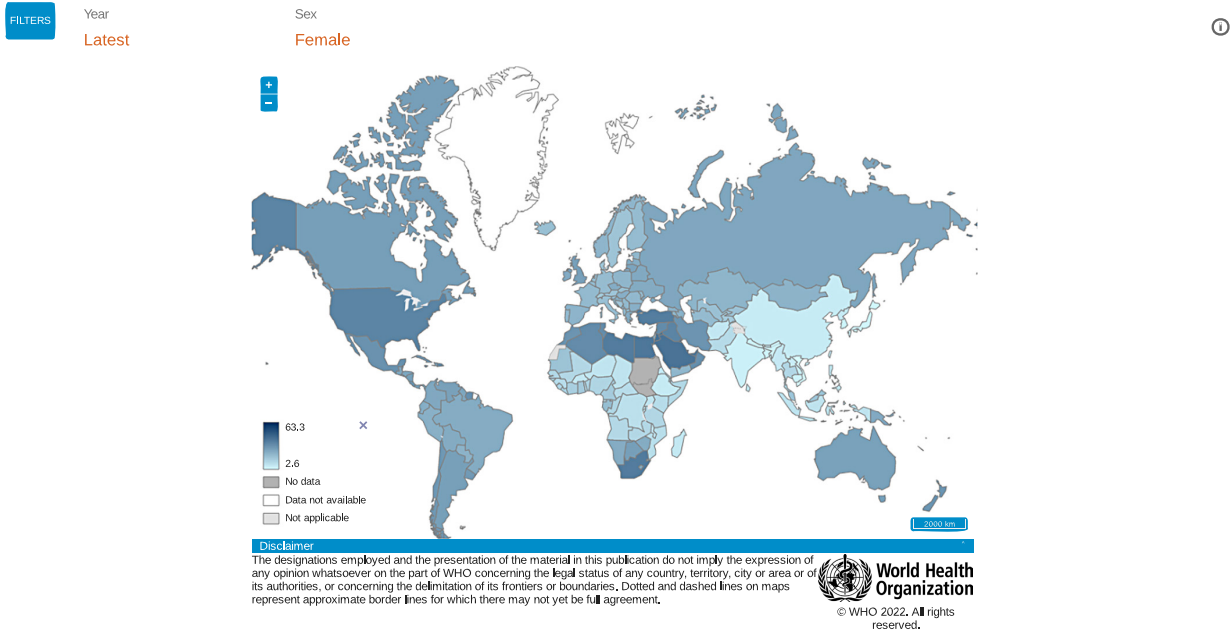 FILTERS
Year
Latest
Sex
Female
+
−
63.3
2.6
No data
Data not available
Not applicable
2000 km
Disclaimer
The designations employed and the presentation of the material in this publication do not imply the expression of
any opinion whatsoever on the part of WHO concerning the legal status of any country, territory, city or area or of
its authorities, or concerning the delimitation of its frontiers or boundaries. Dotted and dashed lines on maps
represent approximate border lines for which there may not yet be full agreement.
World Health
Organization
© WHO 2022. All rights
reserved.